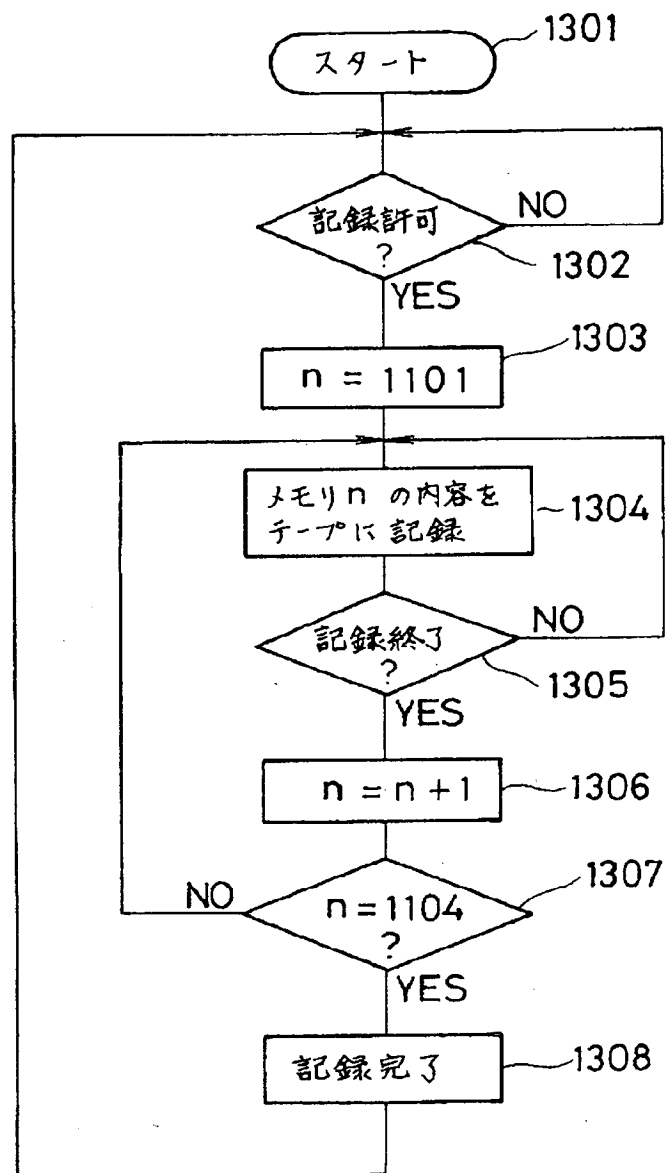 1301
スタート
記録許可
?
NO
1302
YES
1303
n = 1101
メモリ n の内容を
テープに記録
1304
記録終了
?
NO
1305
YES
n = n + 1
1306
1307
NO
n = 1104
?
YES
記録完了
1308